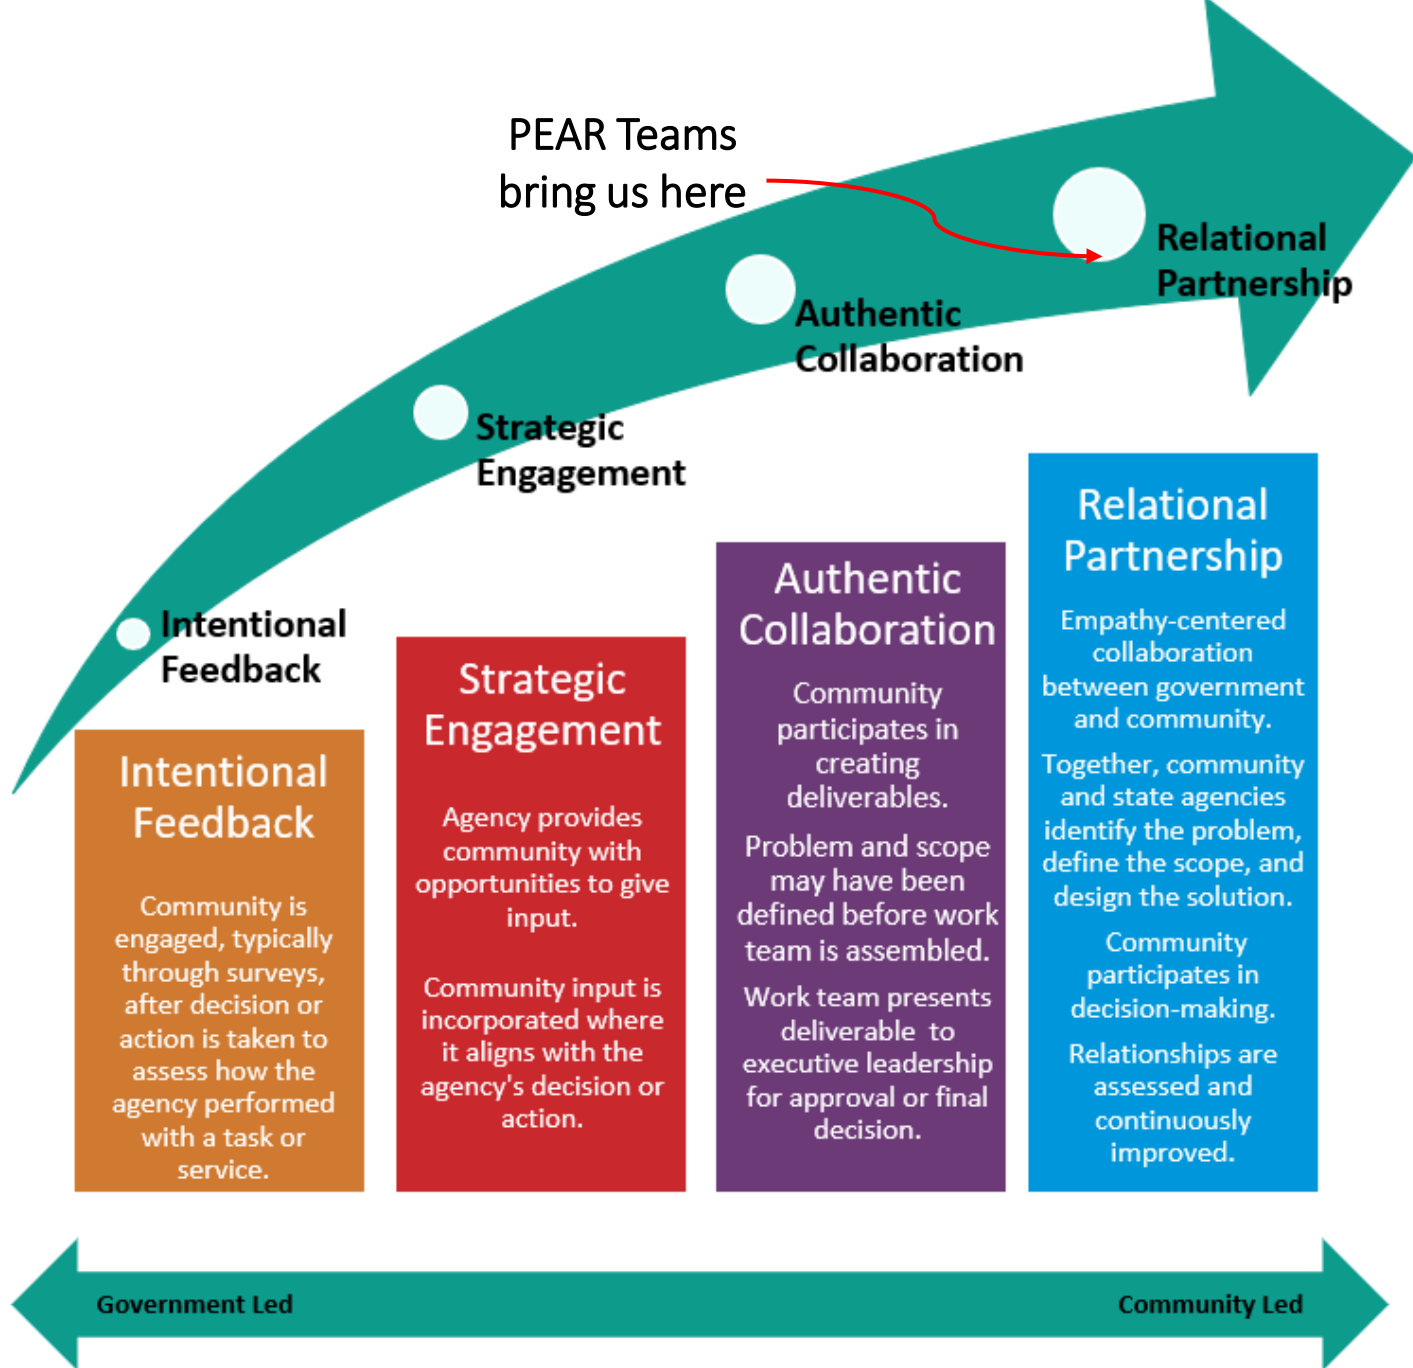 PEAR Teams
bring us here
Relational
Partnership
Authentic
Collaboration
Strategic
Engagement
Intentional
Feedback
Intentional
Feedback
Community is
engaged, typically
through surveys,
after decision or
action is taken to
assess how the
agency performed
with a task or
service.
Strategic
Engagement
Agency provides
community with
opportunities to give
input.
Community input is
incorporated where
it aligns with the
agency's decision or
action.
Authentic
Collaboration
Community
participates in
creating
deliverables.
Problem and scope
may have been
defined before work
team is assembled.
Work team presents
deliverable  to
executive leadership
for approval or final
decision.
Relational
Partnership
Empathy-centered
collaboration
between government
and community.
Together, community
and state agencies
identify the problem,
define the scope, and
design the solution.
Community
participates in
decision-making.
Relationships are
assessed and
continuously
improved.
Government Led
Community Led